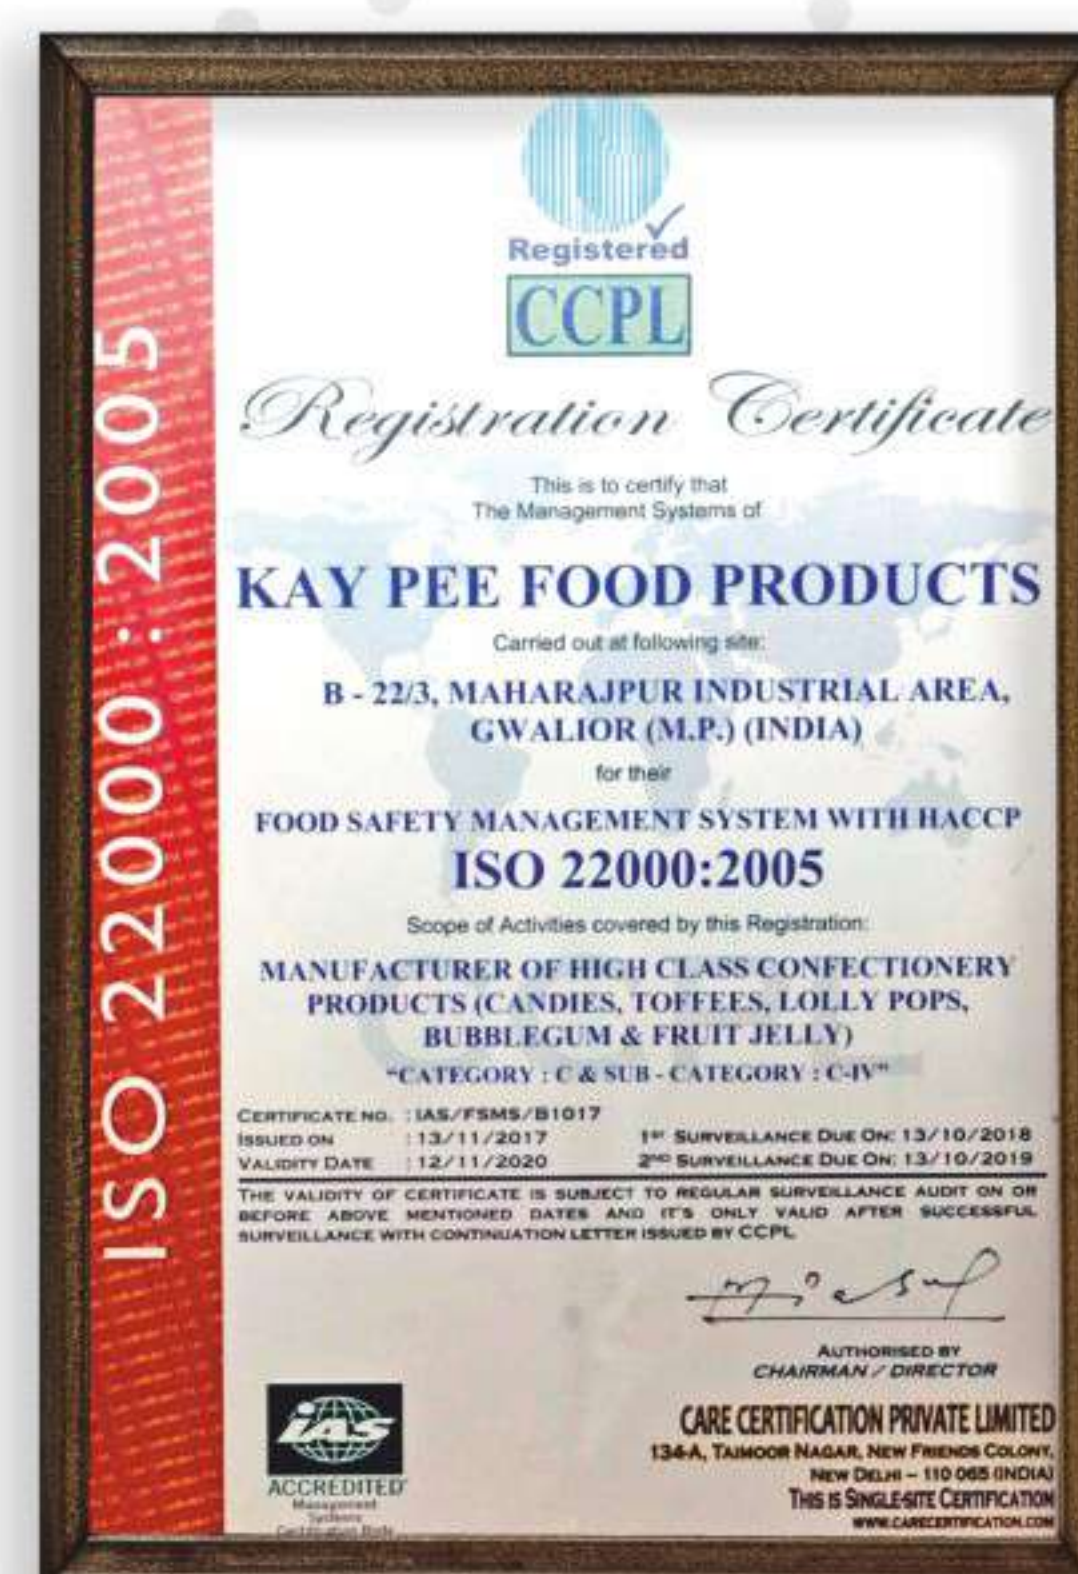 ISO 22000 : 2005
Registered
CCPL
Registration Certificate
This is to certify that
The Management Systems of
KAY PEE FOOD PRODUCTS
Carried out at following site:
B - 22/3, MAHARAJPUR INDUSTRIAL AREA,
GWALIOR (M.P.) (INDIA)
for their
FOOD SAFETY MANAGEMENT SYSTEM WITH HACCP
ISO 22000:2005
Scope of Activities covered by this Registration:
MANUFACTURER OF HIGH CLASS CONFECTIONERY
PRODUCTS (CANDIES, TOFFEES, LOLLY POPS,
BUBBLEGUM & FRUIT JELLY)
"CATEGORY : C & SUB - CATEGORY : C-IV"
CERTIFICATE NO. : IAS/FSMS/B1017
ISSUED ON : 13/11/2017 1ST SURVEILLANCE DUE ON: 13/10/2018
VALIDITY DATE : 12/11/2020 2ND SURVEILLANCE DUE ON: 13/10/2019
THE VALIDITY OF CERTIFICATE IS SUBJECT TO REGULAR SURVEILLANCE AUDIT ON OR
BEFORE ABOVE MENTIONED DATES AND IT'S ONLY VALID AFTER SUCCESSFUL
SURVEILLANCE WITH CONTINUATION LETTER ISSUED BY CCPL
AUTHORISED BY
CHAIRMAN / DIRECTOR
ias
ACCREDITED
Management
Systems
Certification Body
CARE CERTIFICATION PRIVATE LIMITED
134-A, TAIMOOR NAGAR, NEW FRIENDS COLONY,
NEW DELHI – 110 065 (INDIA)
THIS IS SINGLE-SITE CERTIFICATION
WWW.CARECERTIFICATION.COM